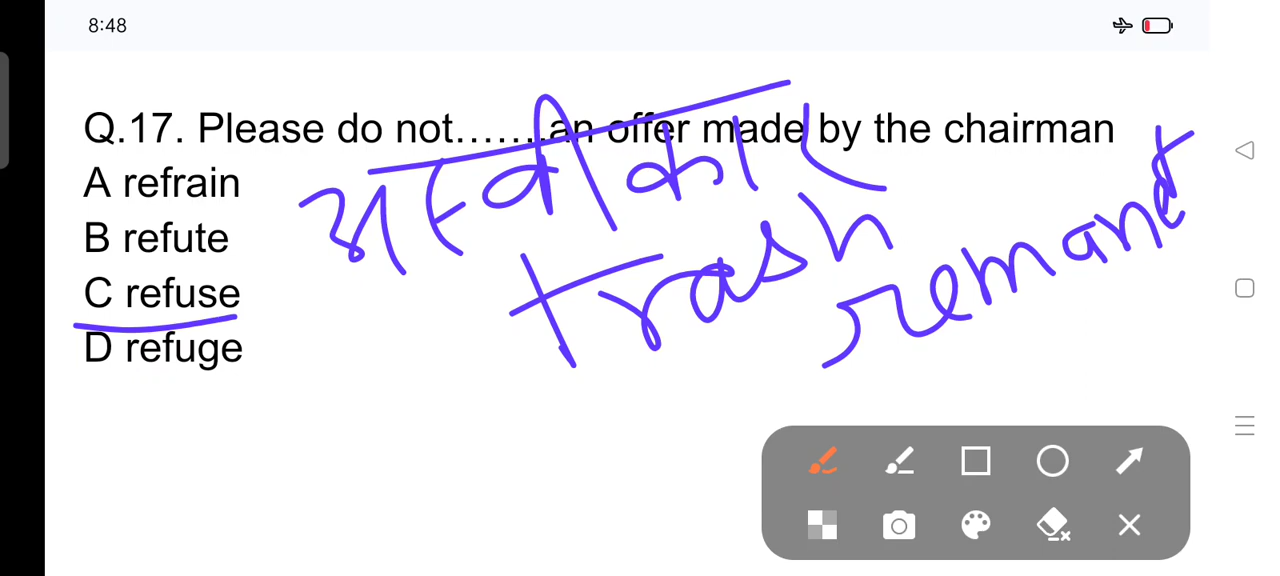 8:48
Q.17. Please do not.......an offer made by the chairman
A refrain
B refute
C refuse
D refuge
अस्वीकार
trash
remand